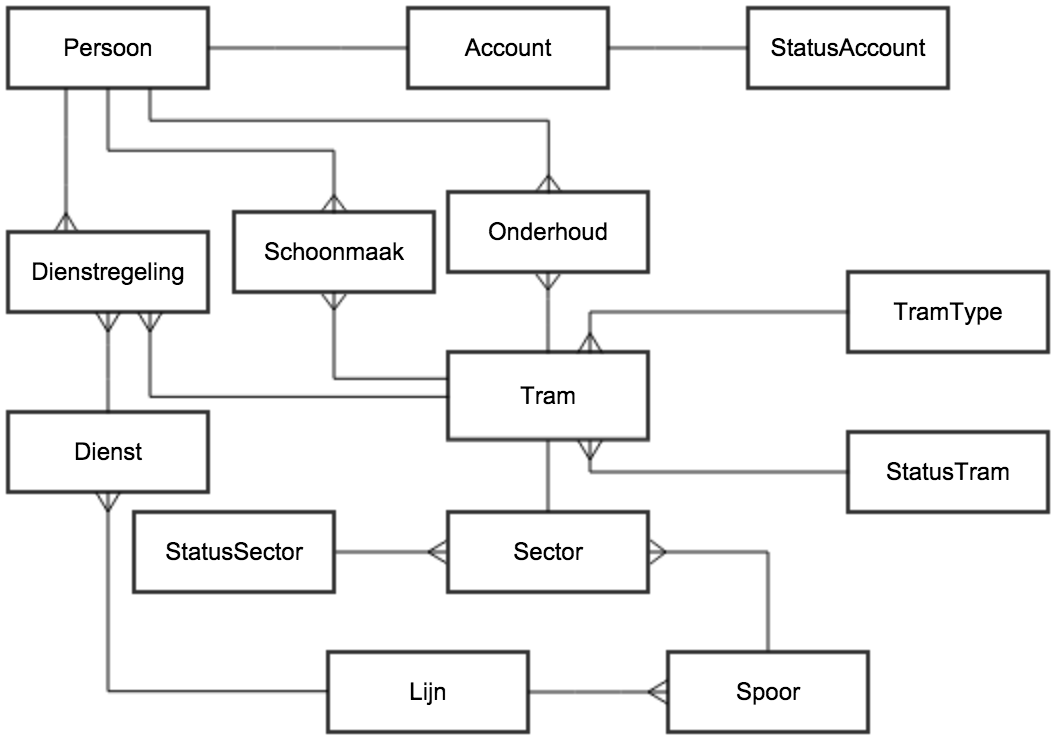 Persoon
Account
StatusAccount
Onderhoud
Schoonmaak
Dienstregeling
TramType
Tram
Dienst
StatusTram
StatusSector
Sector
Lijn
Spoor